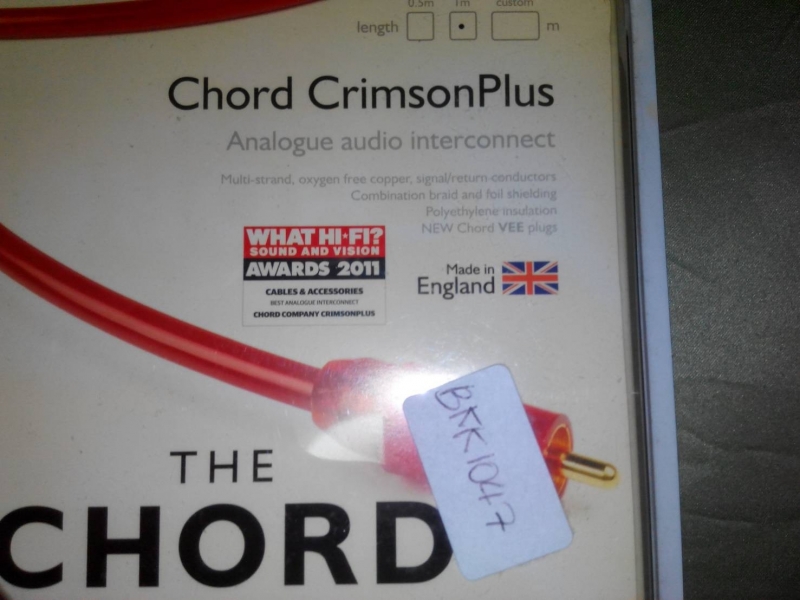 0.5m 1m custom
length m
Chord CrimsonPlus
Analogue audio interconnect
Multi-strand, oxygen free copper, signal/return conductors
Combination braid and foil shielding
Polyethylene insulation
NEW Chord VEE plugs
WHAT HI★FI?
SOUND AND VISION
AWARDS 2011
CABLES & ACCESSORIES
BEST ANALOGUE INTERCONNECT
CHORD COMPANY CRIMSONPLUS
Made in
England
THE
CHORD